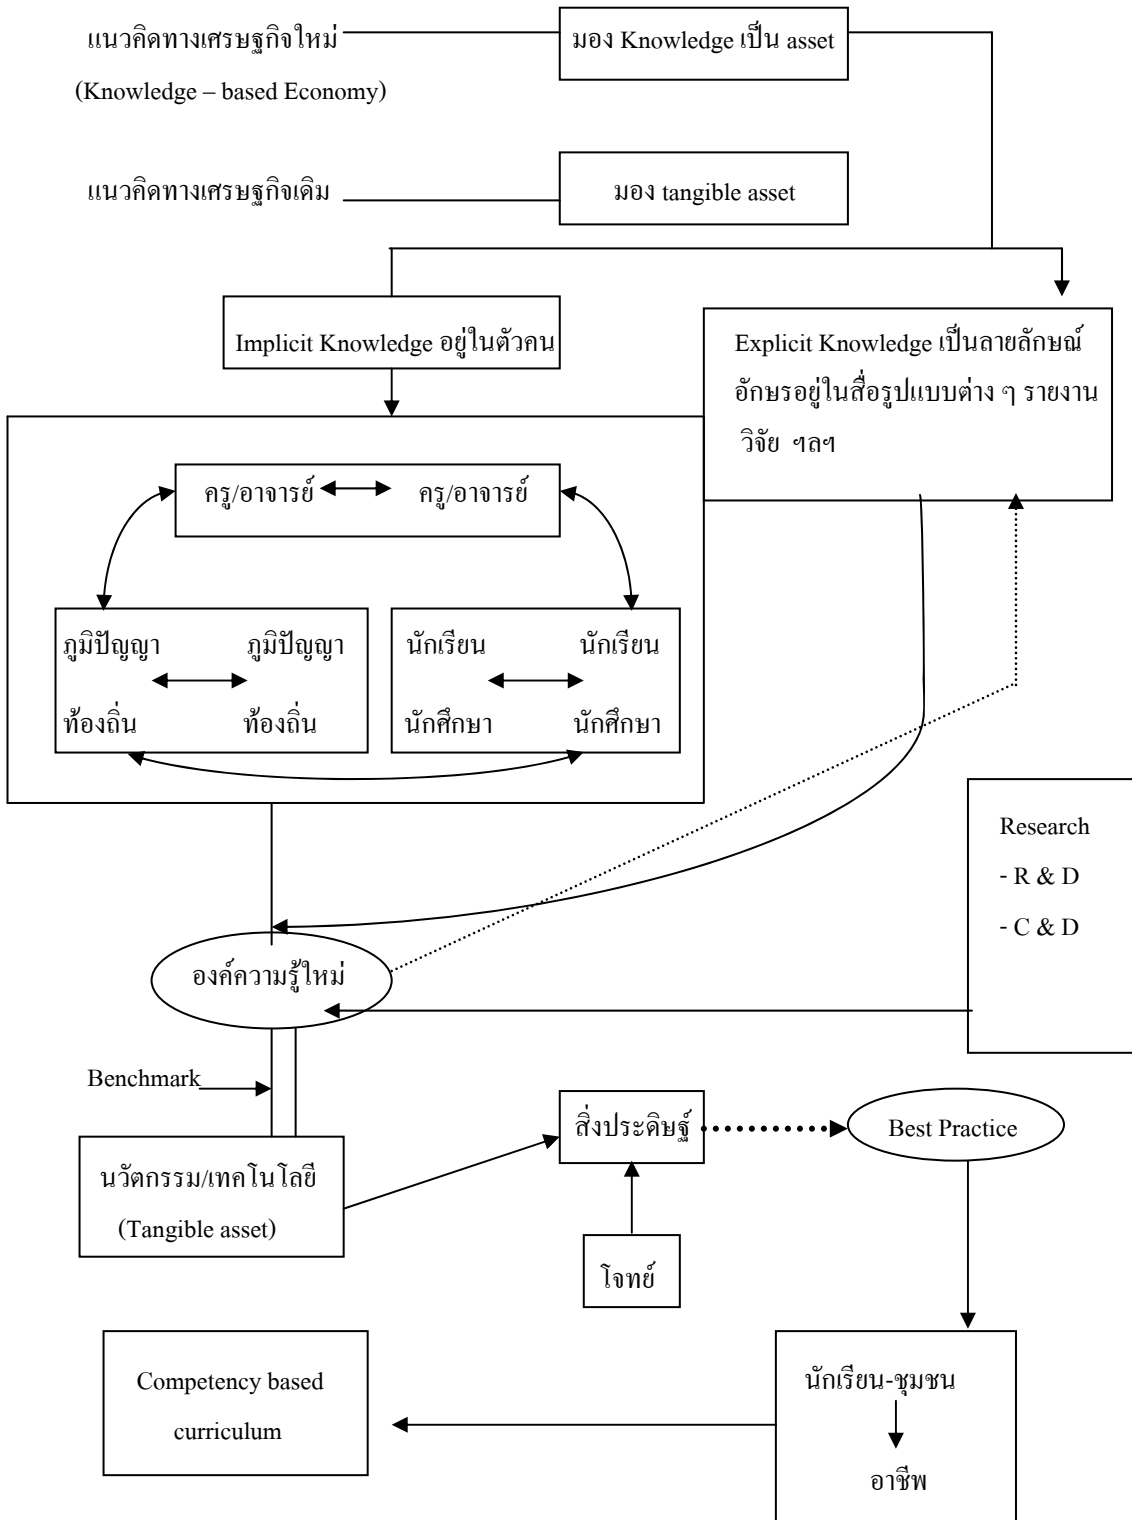 แนวคิดทางเศรษฐกิจใหม่
มอง Knowledge เป็น asset
(Knowledge – based Economy)
แนวคิดทางเศรษฐกิจเดิม
มอง tangible asset
Implicit Knowledge อยู่ในตัวคน
Explicit Knowledge เป็นลายลักษณ์
อักษรอยู่ในสื่อรูปแบบต่าง ๆ รายงาน
วิจัย ฯลฯ
ครู/อาจารย์ ครู/อาจารย์
ภูมิปัญญา ภูมิปัญญา
ท้องถิ่น ท้องถิ่น
นักเรียน นักเรียน
นักศึกษา นักศึกษา
Research
- R & D
- C & D
องค์ความรู้ใหม่
Benchmark
นวัตกรรม/เทคโนโลยี
(Tangible asset)
สิ่งประดิษฐ์
Best Practice
โจทย์
นักเรียน-ชุมชน
อาชีพ
Competency based
curriculum